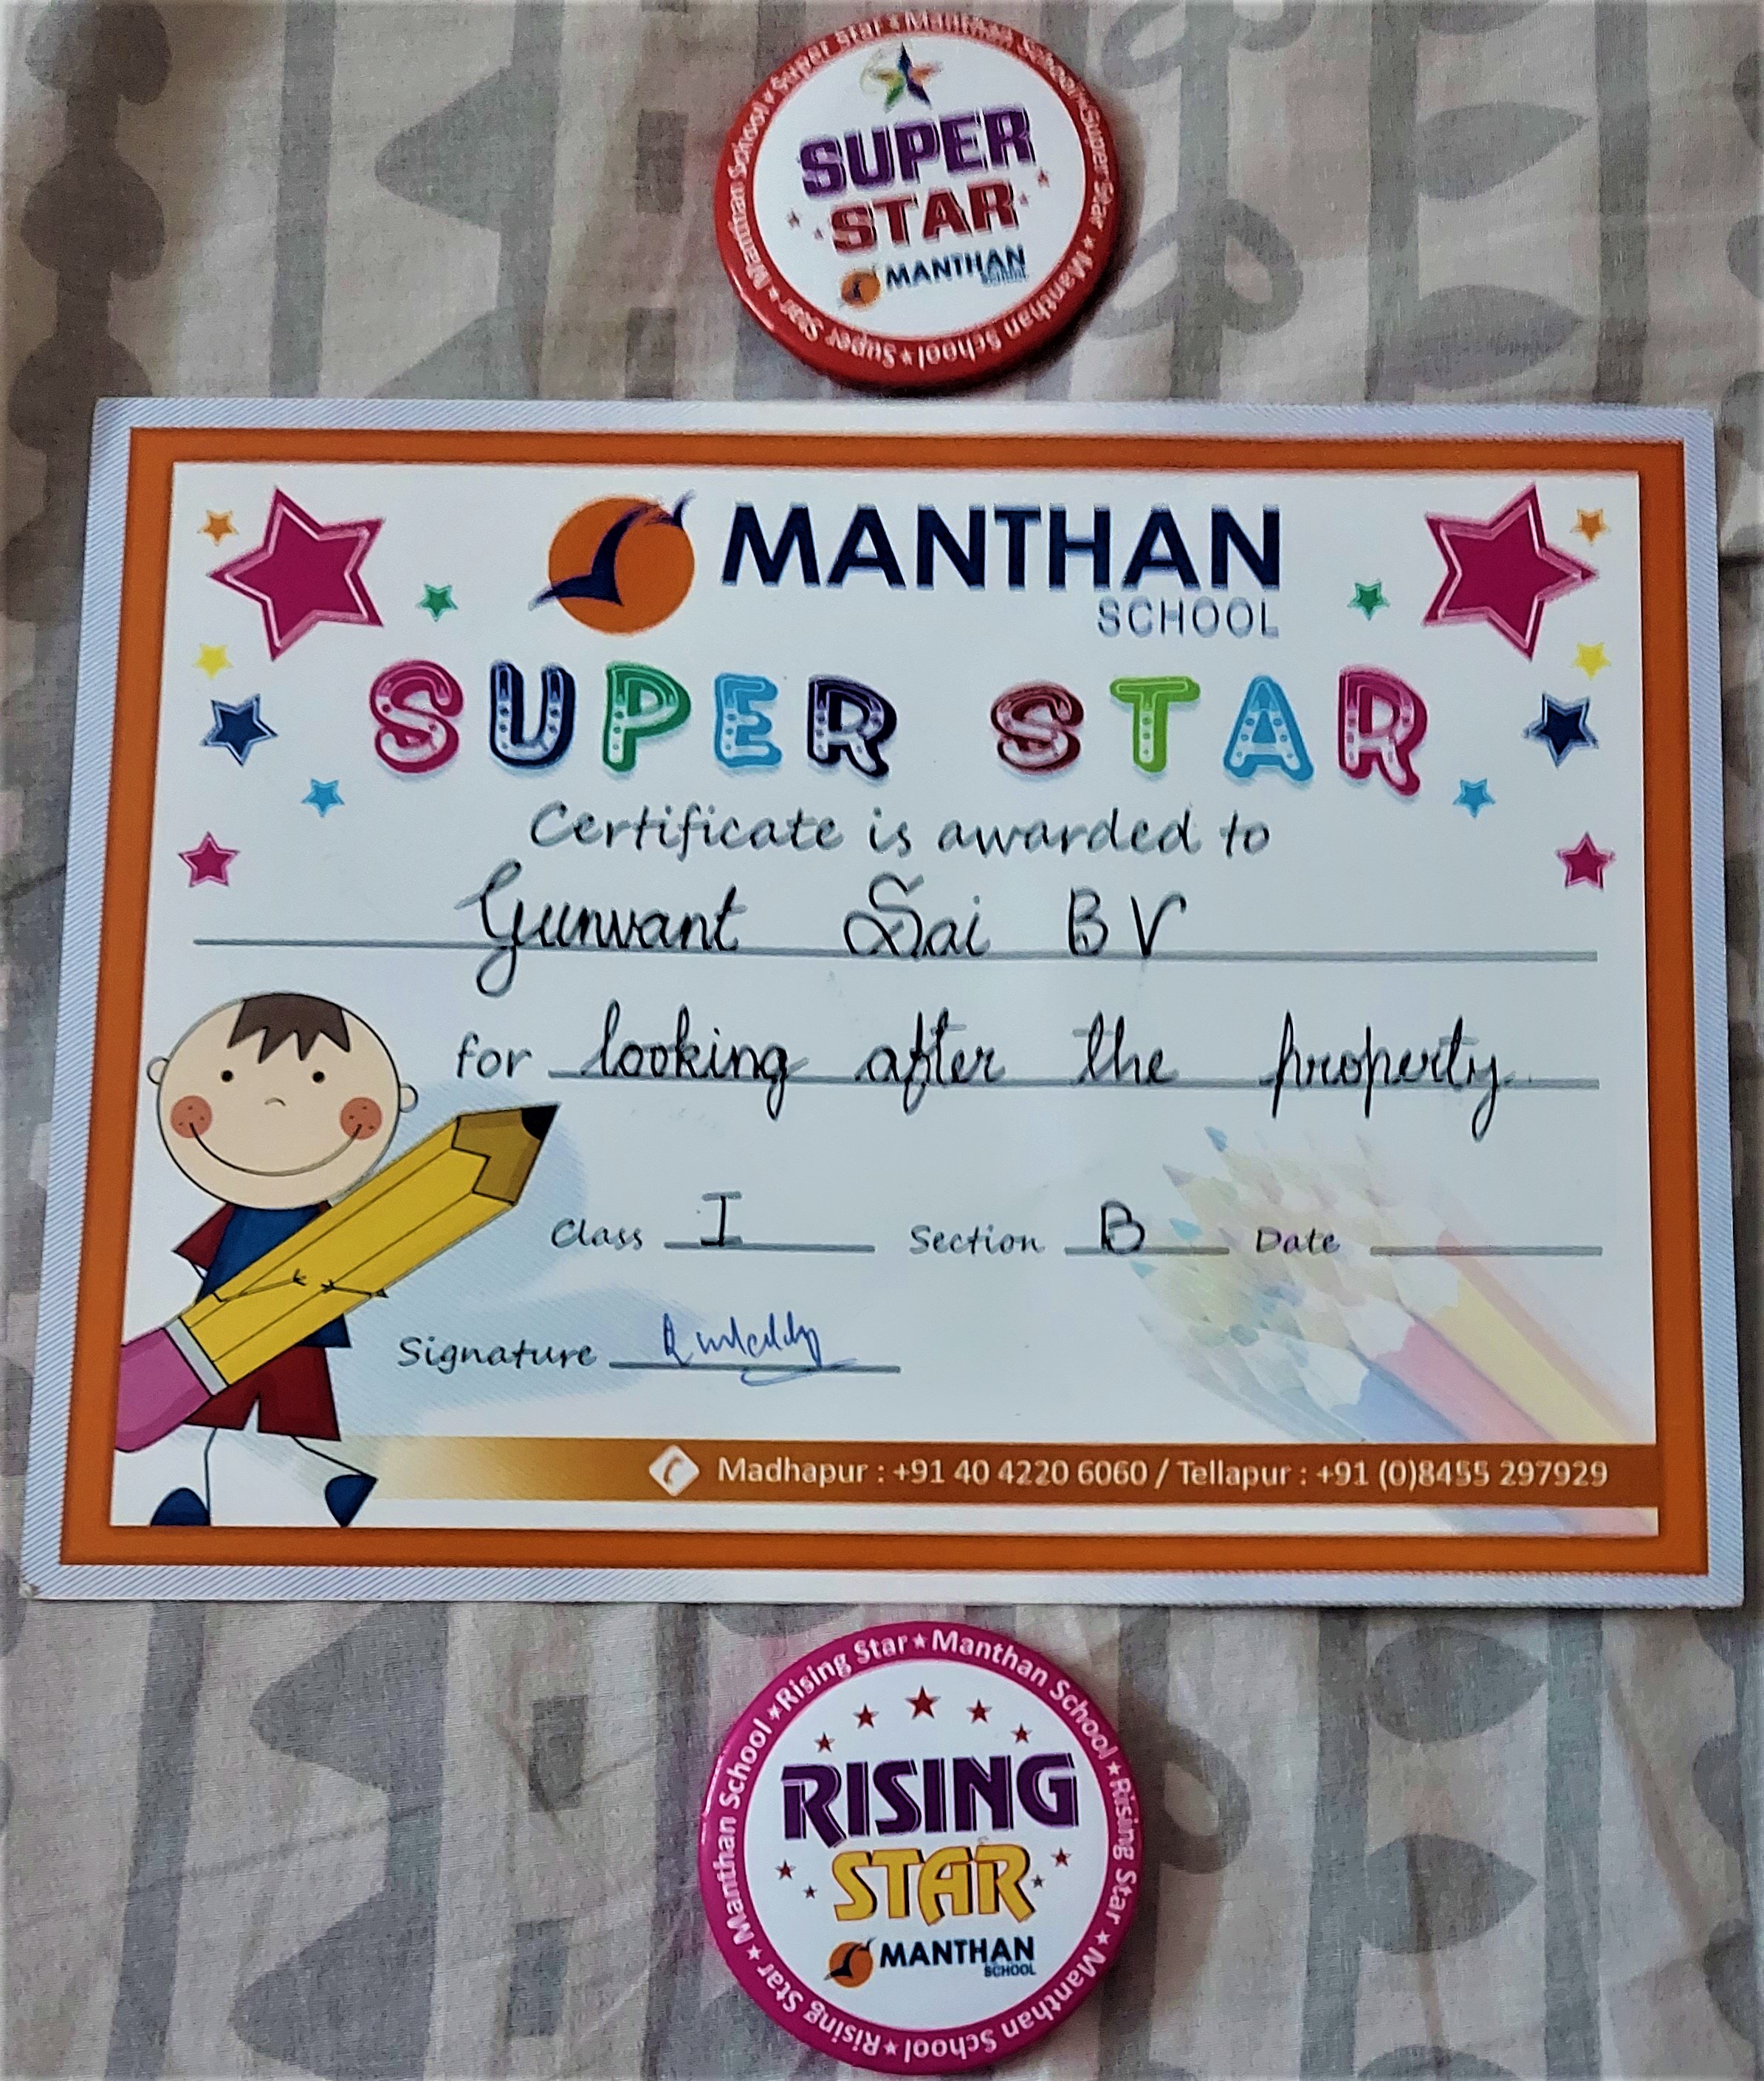 Super Star ★ Manthan School ★ Super Star ★ Manthan School ★ Super Star ★ Manthan School ★
SUPER
STAR
MANTHAN
SCHOOL
MANTHAN
SCHOOL
SUPER STAR
Certificate is awarded to
Gunwant Sai B V
for looking after the property.
Class I Section B Date
Signature
Madhapur : +91 40 4220 6060 / Tellapur : +91 (0)8455 297929
Rising Star ★ Manthan School ★ Rising Star ★ Manthan School ★ Rising Star ★ Manthan School ★
RISING
STAR
MANTHAN
SCHOOL